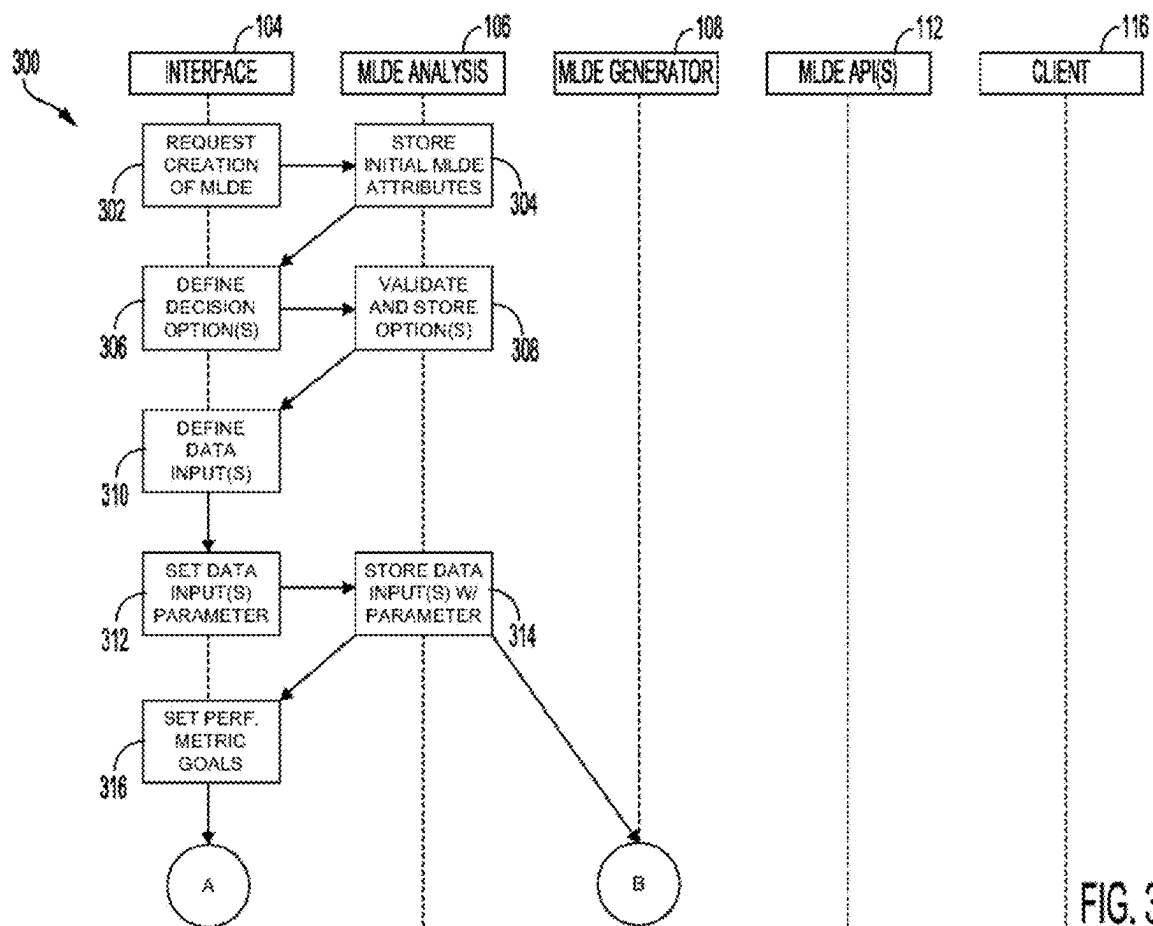 104
106
108
112
116
300
INTERFACE
MLDE ANALYSIS
MLDE GENERATOR
MLDE API(S)
CLIENT
REQUEST
CREATION
OF MLDE
302
STORE
INITIAL MLDE
ATTRIBUTES
304
DEFINE
DECISION
OPTION(S)
306
VALIDATE
AND STORE
OPTION(S)
308
DEFINE
DATA
INPUT(S)
310
SET DATA
INPUT(S)
PARAMETER
312
STORE DATA
INPUT(S) W/
PARAMETER
314
SET PERF.
METRIC
GOALS
316
A
B
FIG. 3